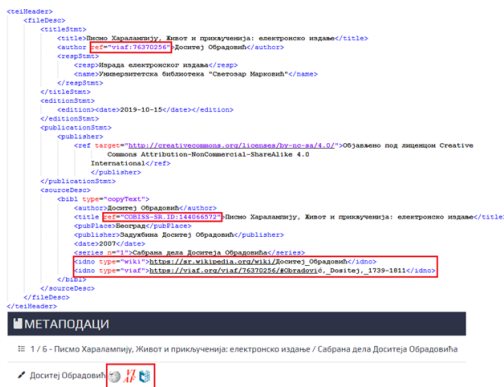 <teiHeader>
<fileDesc>
<titleStmt>
<title>Писмо Харалампију, Живот и прикљученија: електронско издање</title>
<author ref="viaf:76370256">Доситеј Обрадовић</author>
<respStmt>
<resp>Израда електронског издања</resp>
<name>Универзитетска библиотека "Светозар Марковић"</name>
</respStmt>
</titleStmt>
<editionStmt>
<edition><date>2019-10-15</date></edition>
</editionStmt>
<publicationStmt>
<publisher>
<ref target="http://creativecommons.org/licenses/by-nc-sa/4.0/">Објављено под лиценцом Creative
Commons Attribution-NonCommercial-ShareAlike 4.0
International</ref>
</publisher>
</publicationStmt>
<sourceDesc>
<bibl type="copyText">
<author>Доситеј Обрадовић</author>
<title ref="COBISS-SR.ID:144066572">Писмо Харалампију, Живот и прикљученија: електронско издање</title>
<pubPlace>Београд</pubPlace>
<publisher>Задужбина Доситеј Обрадовић</publisher>
<date>2007</date>
<series n="1">Сабрана дела Доситеја Обрадовића</series>
<idno type="wiki">https://sr.wikipedia.org/wiki/Доситеј_Обрадовић</idno>
<idno type="viaf">https://viaf.org/viaf/76370256/#Obradović,_Dositej,_1739-1811</idno>
</bibl>
</sourceDesc>
</fileDesc>
</teiHeader>
МЕТАПОДАЦИ
1 / 6 - Писмо Харалампију, Живот и прикљученија: електронско издање / Сабрана дела Доситеја Обрадовића
Доситеј Обрадовић VIAF